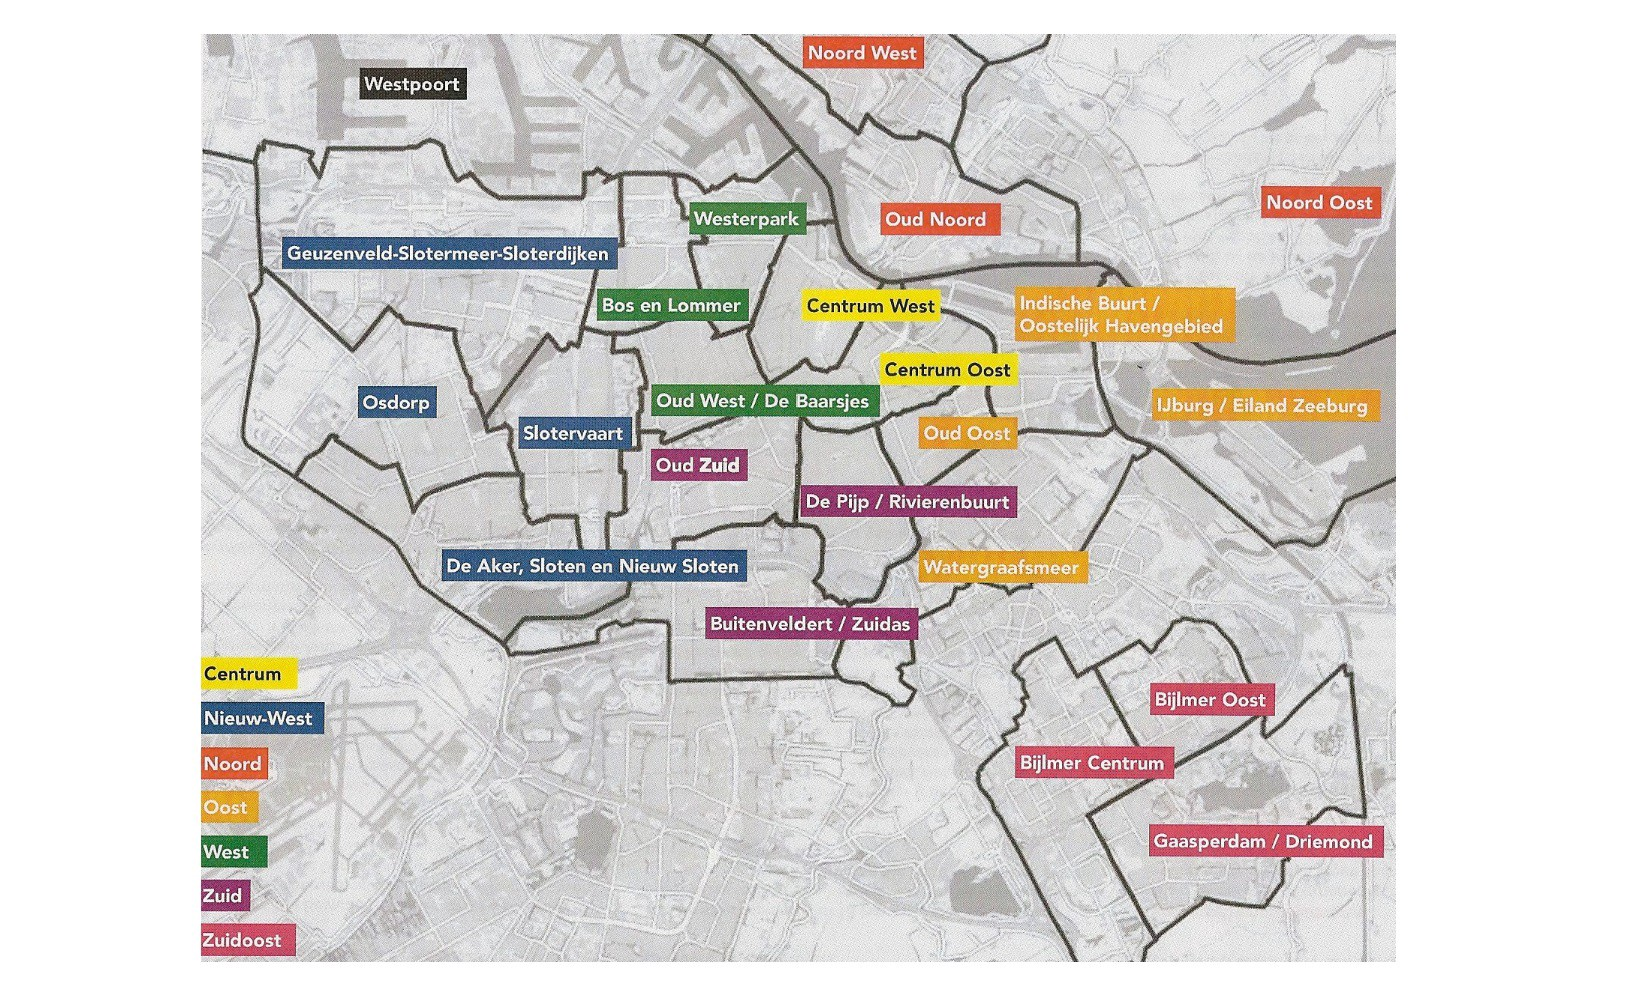 Noord West
Westpoort
Noord Oost
Westerpark
Oud Noord
Geuzenveld-Slotermeer-Sloterdijken
Bos en Lommer
Centrum West
Indische Buurt /
Oostelijk Havengebied
Centrum Oost
Osdorp
Oud West / De Baarsjes
IJburg / Eiland Zeeburg
Slotervaart
Oud Oost
Oud Zuid
De Pijp / Rivierenbuurt
De Aker, Sloten en Nieuw Sloten
Watergraafsmeer
Buitenveldert / Zuidas
Centrum
Nieuw-West
Noord
Oost
West
Zuid
Zuidoost
Bijlmer Oost
Bijlmer Centrum
Gaasperdam / Driemond